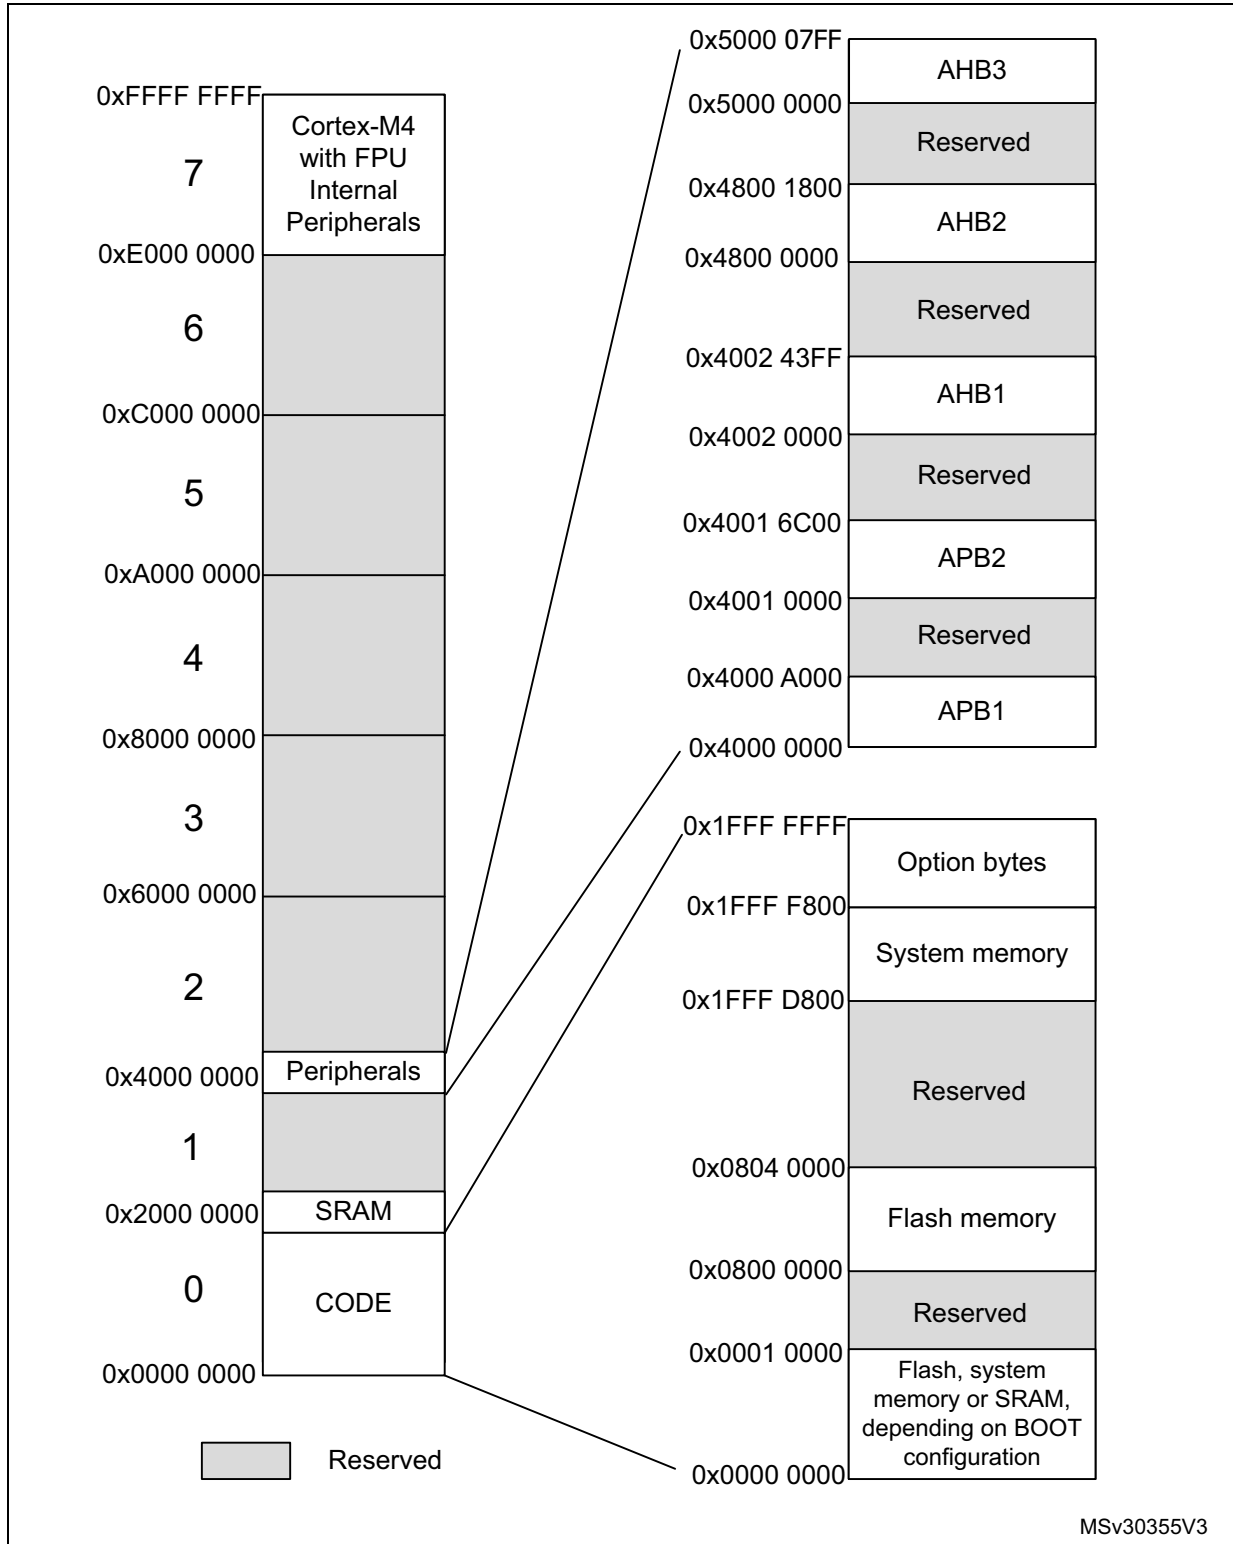 0xFFFF FFFF
Cortex-M4
with FPU
Internal
Peripherals
7
0xE000 0000
6
0xC000 0000
5
0xA000 0000
4
0x8000 0000
3
0x6000 0000
2
Peripherals
0x4000 0000
1
SRAM
0x2000 0000
0
CODE
0x0000 0000
Reserved
0x5000 07FF
AHB3
0x5000 0000
Reserved
0x4800 1800
AHB2
0x4800 0000
Reserved
0x4002 43FF
AHB1
0x4002 0000
Reserved
0x4001 6C00
APB2
0x4001 0000
Reserved
0x4000 A000
APB1
0x4000 0000
0x1FFF FFFF
Option bytes
0x1FFF F800
System memory
0x1FFF D800
Reserved
0x0804 0000
Flash memory
0x0800 0000
Reserved
0x0001 0000
Flash, system
memory or SRAM,
depending on BOOT
configuration
0x0000 0000
MSv30355V3